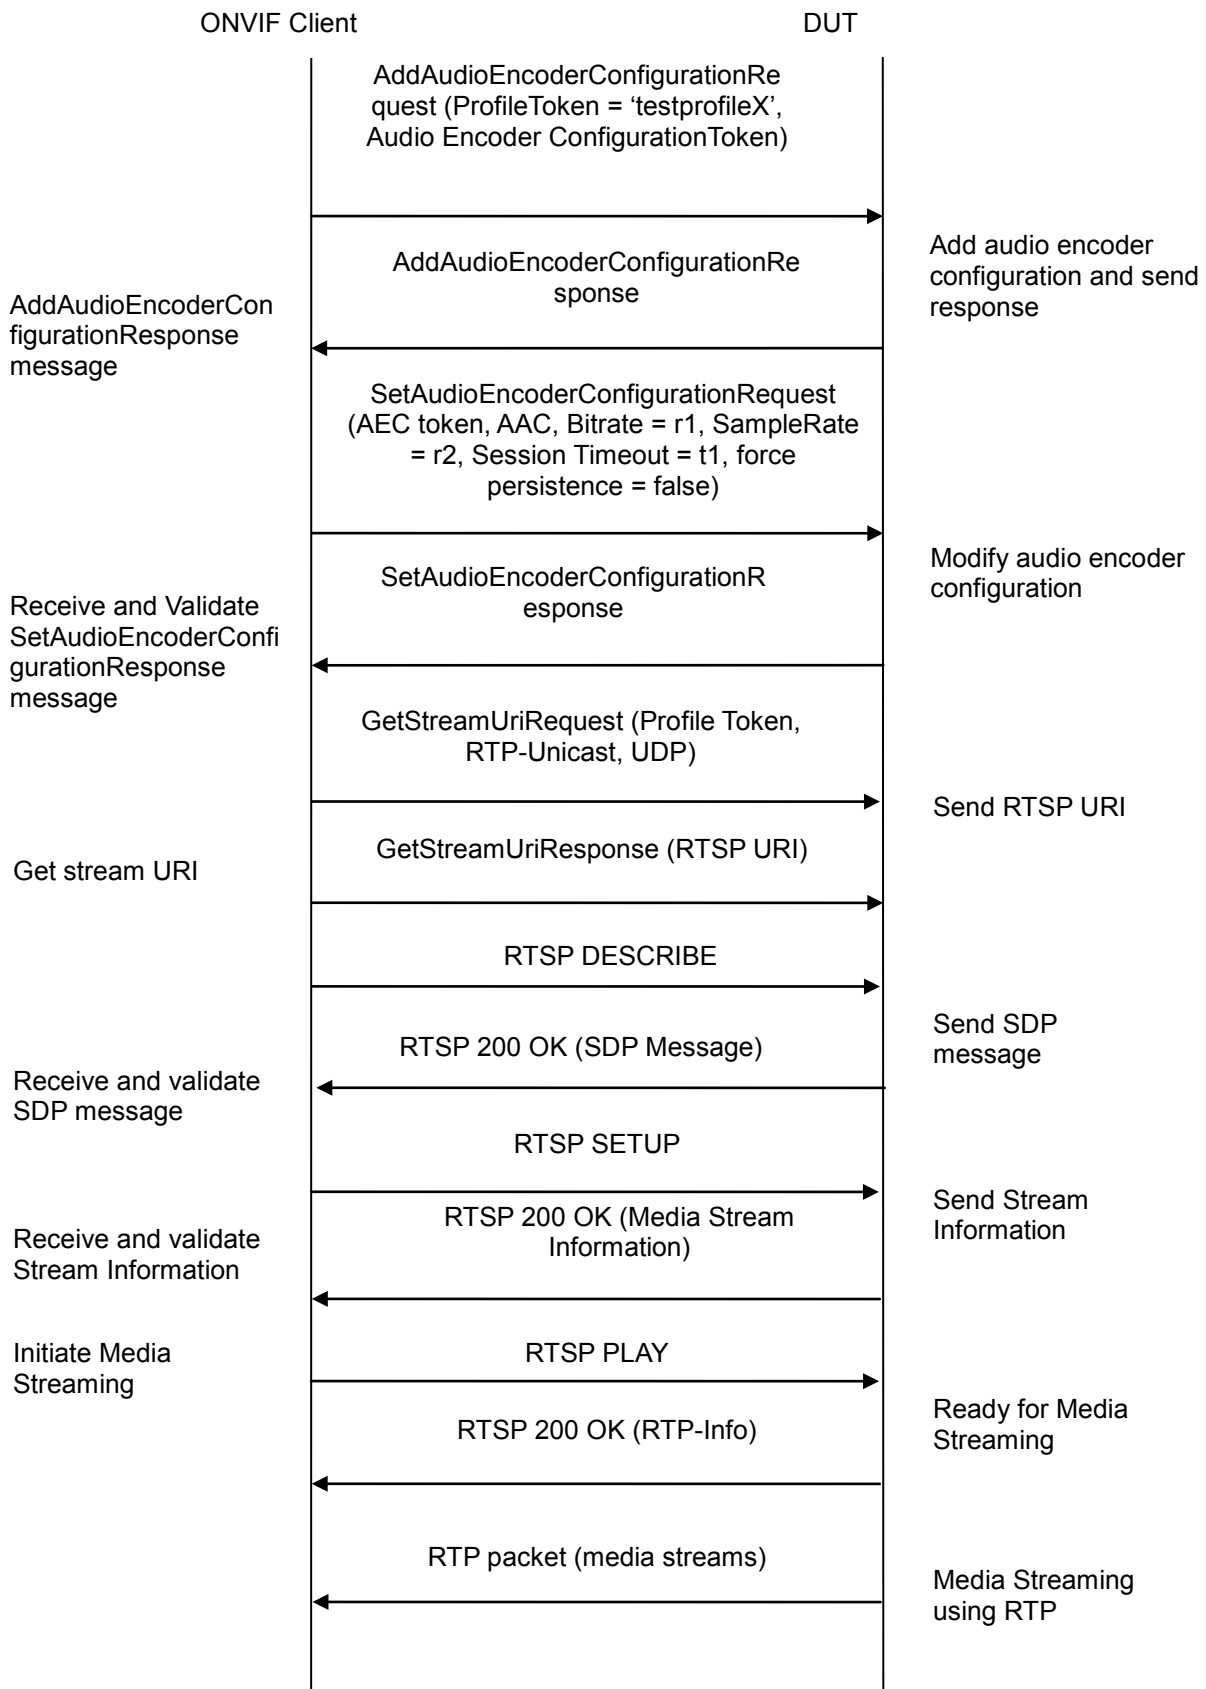 ONVIF Client
DUT
AddAudioEncoderConfigurationRe
quest (ProfileToken = ‘testprofileX’,
Audio Encoder ConfigurationToken)
Add audio encoder
configuration and send
response
AddAudioEncoderConfigurationRe
sponse
AddAudioEncoderCon
figurationResponse
message
SetAudioEncoderConfigurationRequest
(AEC token, AAC, Bitrate = r1, SampleRate
= r2, Session Timeout = t1, force
persistence = false)
Modify audio encoder
configuration
SetAudioEncoderConfigurationR
esponse
Receive and Validate
SetAudioEncoderConfi
gurationResponse
message
GetStreamUriRequest (Profile Token,
RTP-Unicast, UDP)
Send RTSP URI
GetStreamUriResponse (RTSP URI)
Get stream URI
RTSP DESCRIBE
Send SDP
message
RTSP 200 OK (SDP Message)
Receive and validate
SDP message
RTSP SETUP
Send Stream
Information
RTSP 200 OK (Media Stream
Information)
Receive and validate
Stream Information
Initiate Media
Streaming
RTSP PLAY
Ready for Media
Streaming
RTSP 200 OK (RTP-Info)
RTP packet (media streams)
Media Streaming
using RTP